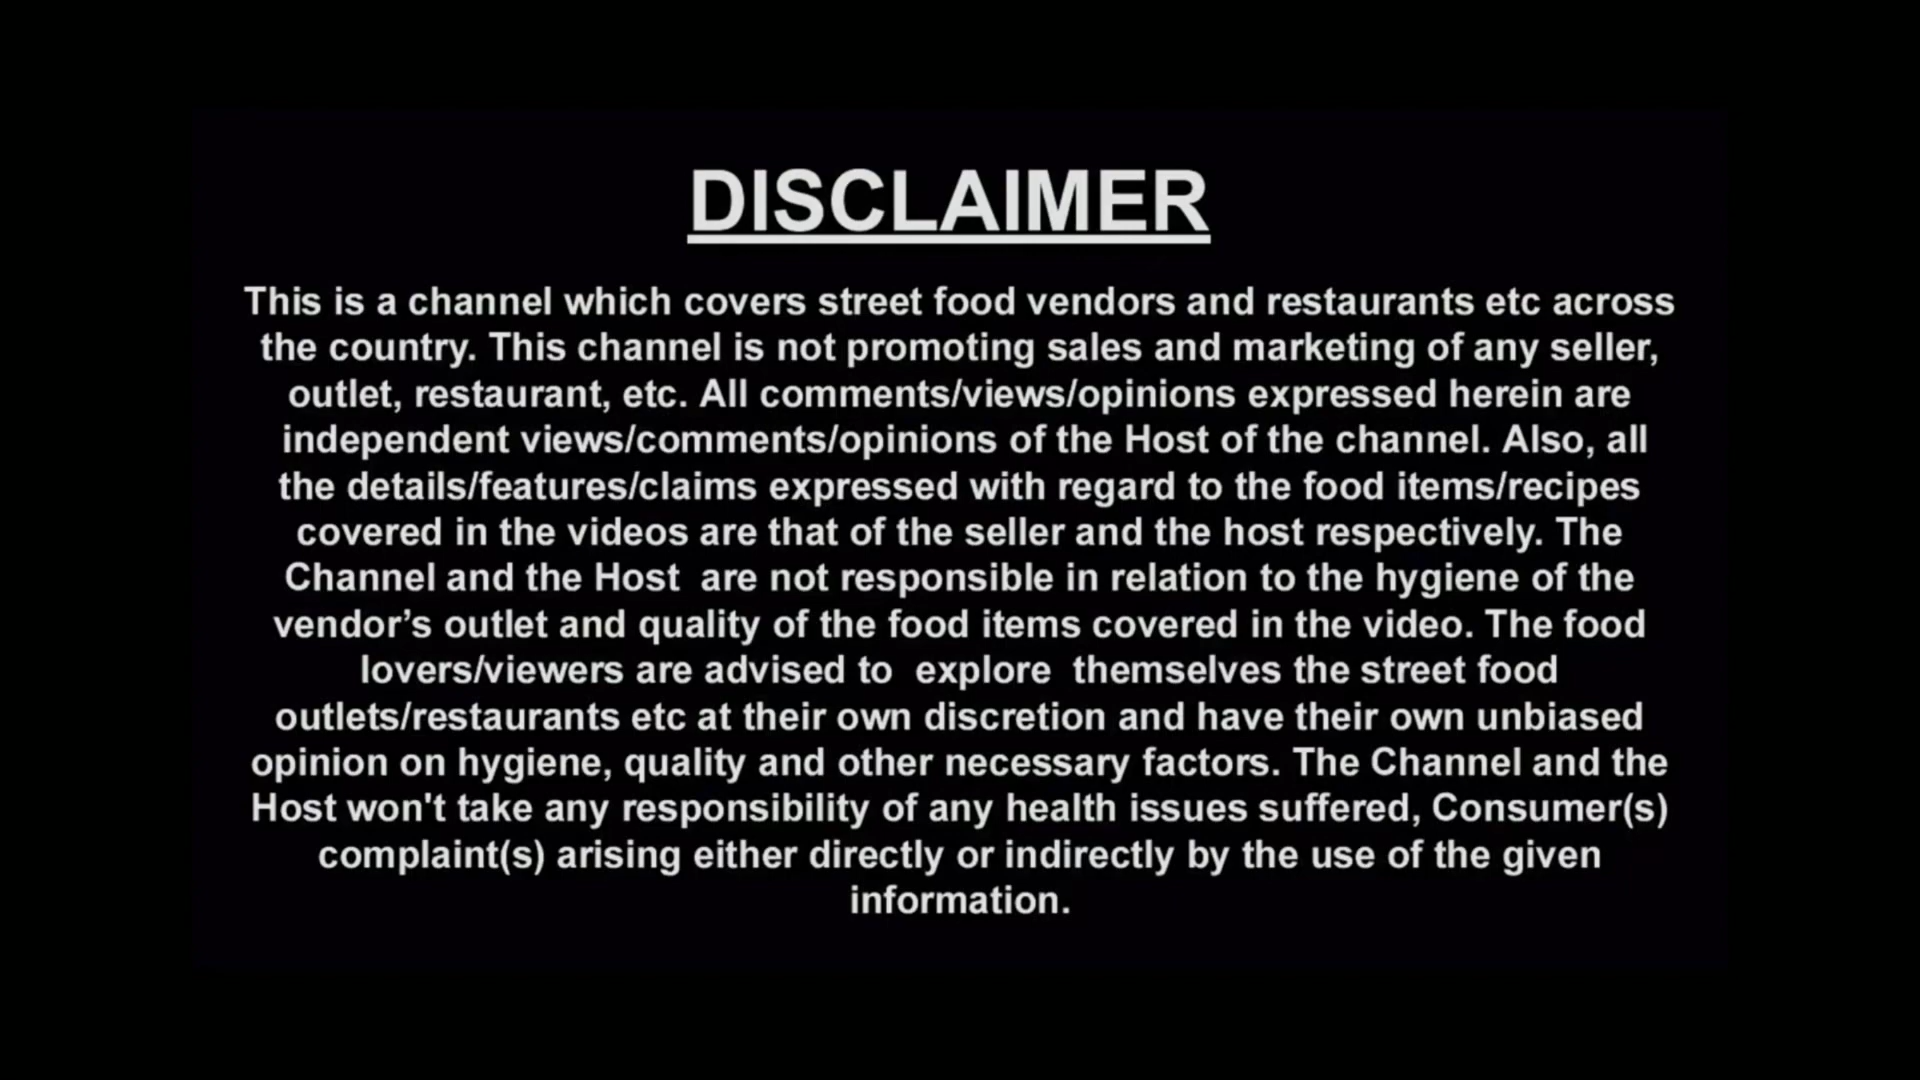 DISCLAIMER
This is a channel which covers street food vendors and restaurants etc across
the country. This channel is not promoting sales and marketing of any seller,
outlet, restaurant, etc. All comments/views/opinions expressed herein are
independent views/comments/opinions of the Host of the channel. Also, all
the details/features/claims expressed with regard to the food items/recipes
covered in the videos are that of the seller and the host respectively. The
Channel and the Host  are not responsible in relation to the hygiene of the
vendor’s outlet and quality of the food items covered in the video. The food
lovers/viewers are advised to  explore  themselves the street food
outlets/restaurants etc at their own discretion and have their own unbiased
opinion on hygiene, quality and other necessary factors. The Channel and the
Host won't take any responsibility of any health issues suffered, Consumer(s)
complaint(s) arising either directly or indirectly by the use of the given
information.